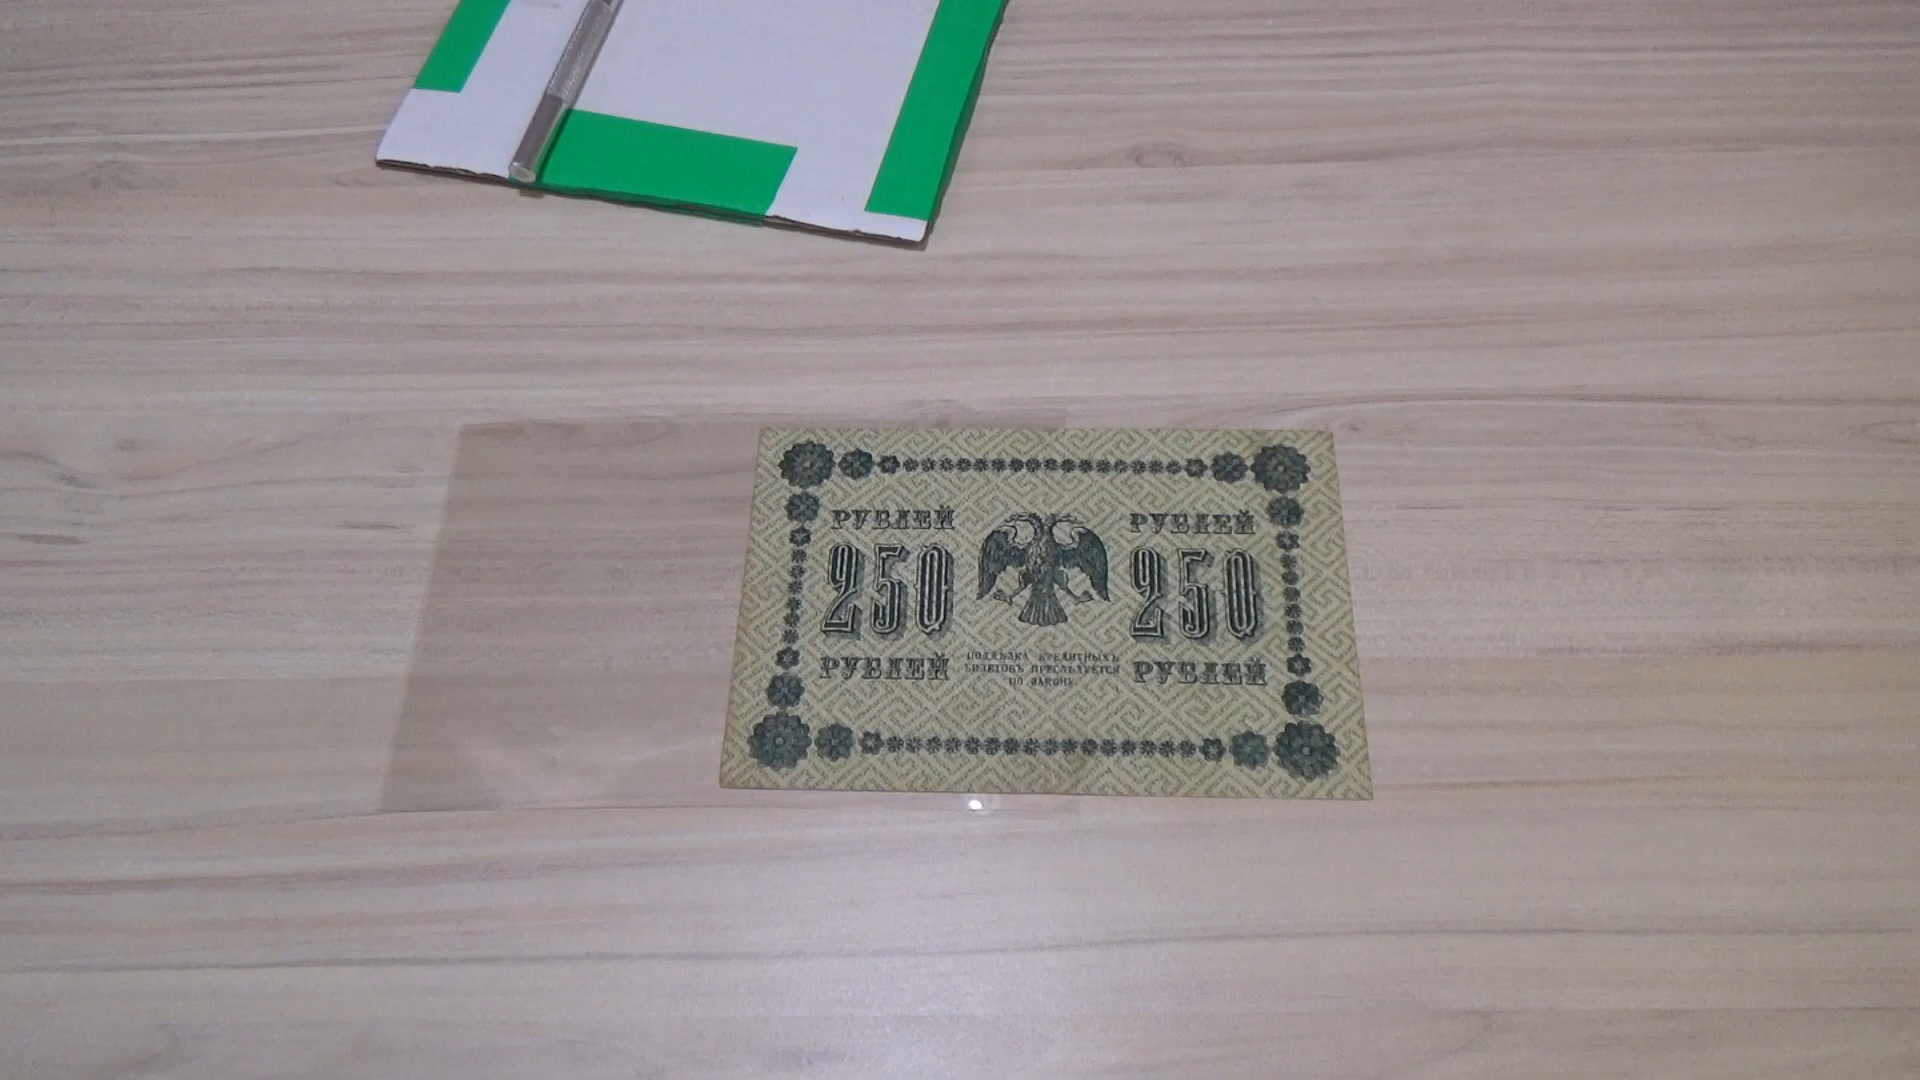 РУБЛЕЙ
250
РУБЛЕЙ
ПОДДѢЛКА КРЕДИТНЫХЪ
БИЛЕТОВЪ ПРЕСЛѢДУЕТСЯ
ПО ЗАКОНУ.
РУБЛЕЙ
250
РУБЛЕЙ